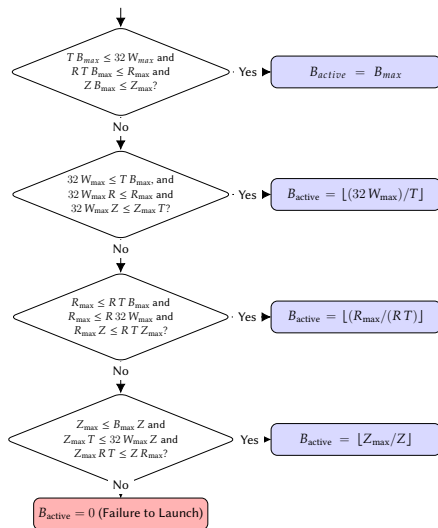 T B_max ≤ 32 W_max and
R T B_max ≤ R_max and
Z B_max ≤ Z_max?
Yes
B_active = B_max
No
32 W_max ≤ T B_max, and
32 W_max R ≤ R_max and
32 W_max Z ≤ Z_max T?
Yes
B_active = ⌊(32 W_max)/T⌋
No
R_max ≤ R T B_max and
R_max ≤ R 32 W_max and
R_max Z ≤ R T Z_max?
Yes
B_active = ⌊(R_max/(R T)⌋
No
Z_max ≤ B_max Z and
Z_max T ≤ 32 W_max Z and
Z_max R T ≤ Z R_max?
Yes
B_active = ⌊Z_max/Z⌋
No
B_active = 0 (Failure to Launch)